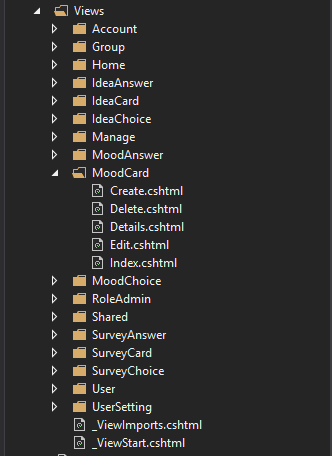 Views
Account
Group
Home
IdeaAnswer
IdeaCard
IdeaChoice
Manage
MoodAnswer
MoodCard
Create.cshtml
Delete.cshtml
Details.cshtml
Edit.cshtml
Index.cshtml
MoodChoice
RoleAdmin
Shared
SurveyAnswer
SurveyCard
SurveyChoice
User
UserSetting
_ViewImports.cshtml
_ViewStart.cshtml